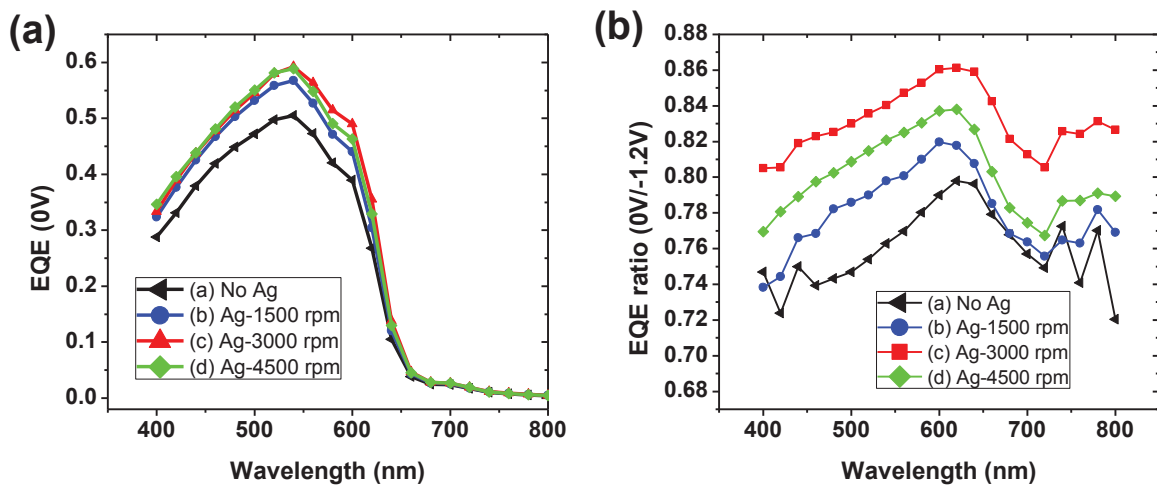 (a)
EQE (0V)
0.6
0.5
0.4
0.3
0.2
0.1
0.0
(a) No Ag
(b) Ag-1500 rpm
(c) Ag-3000 rpm
(d) Ag-4500 rpm
400 500 600 700 800
Wavelength (nm)
(b)
EQE ratio (0V/-1.2V)
0.88
0.86
0.84
0.82
0.80
0.78
0.76
0.74
0.72
0.70
0.68
(a) No Ag
(b) Ag-1500 rpm
(c) Ag-3000 rpm
(d) Ag-4500 rpm
400 500 600 700 800
Wavelength (nm)